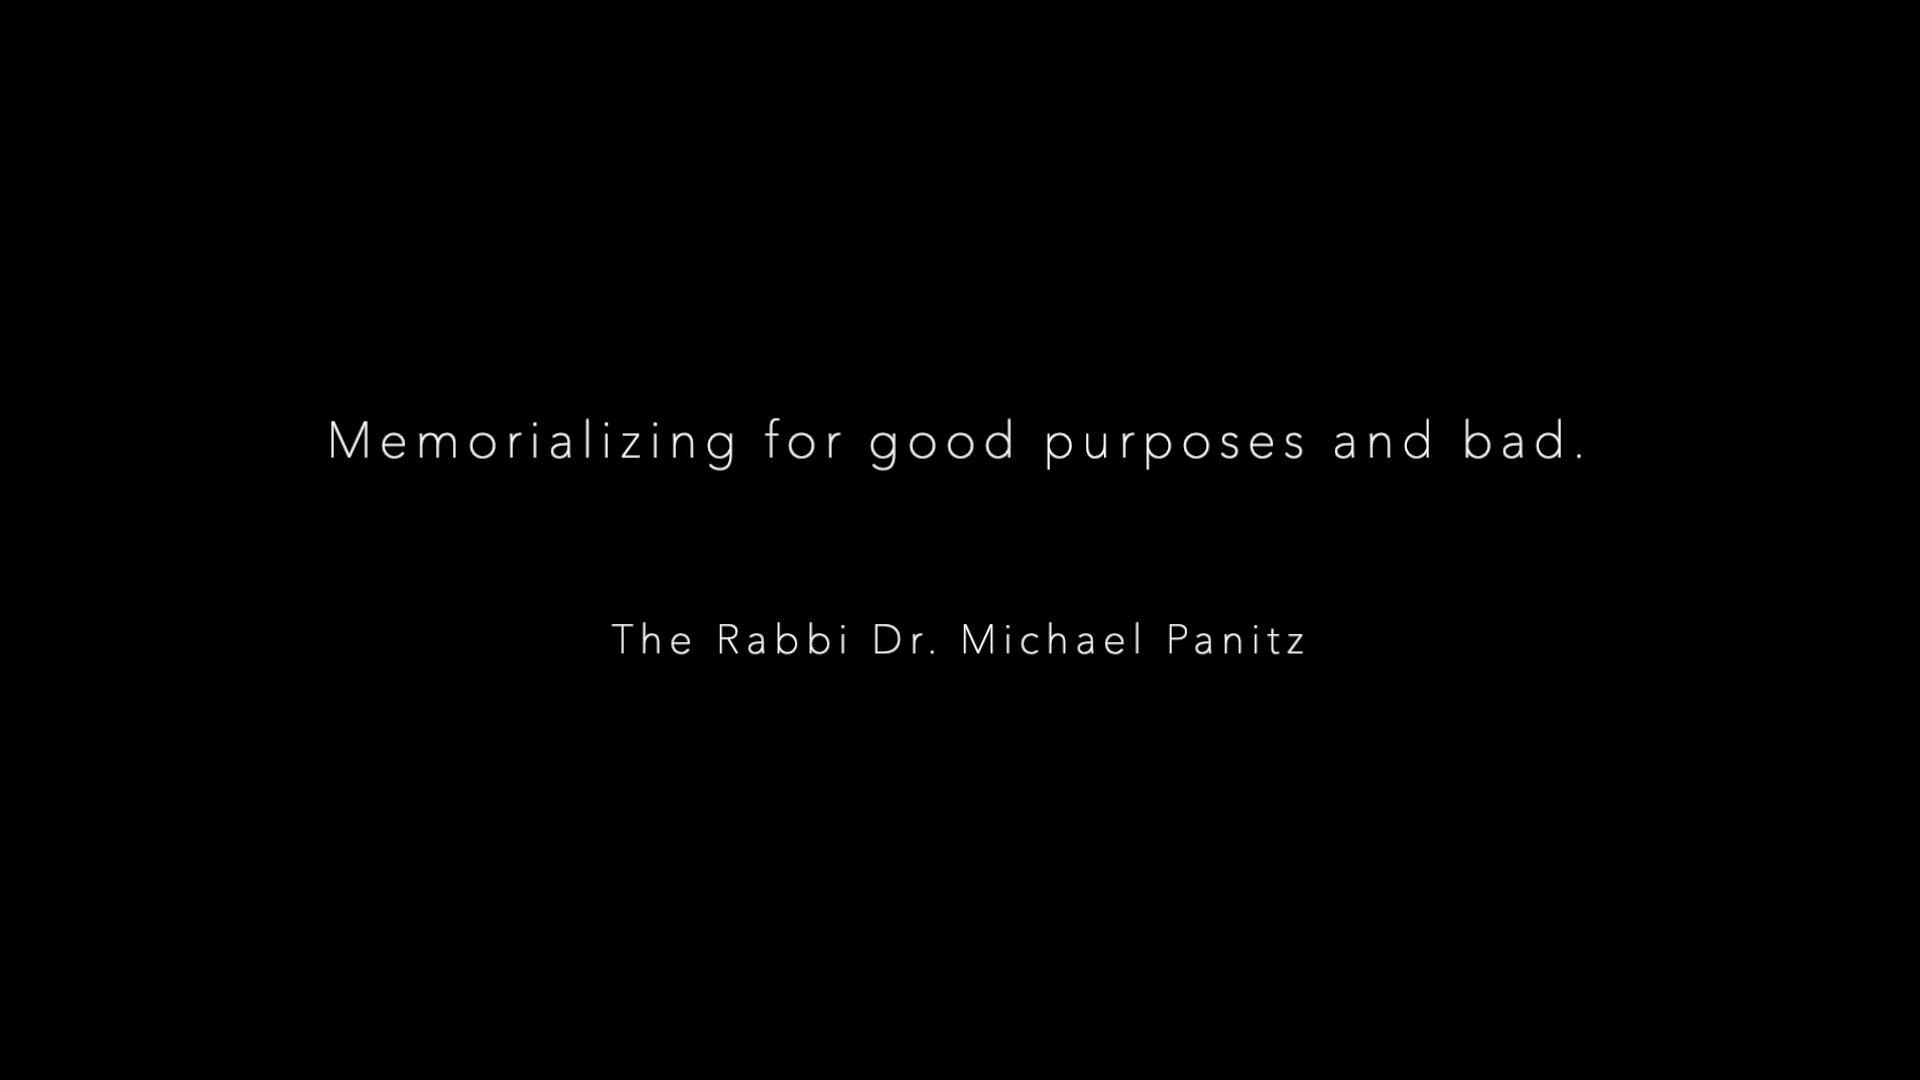 Memorializing for good purposes and bad.
The Rabbi Dr. Michael Panitz